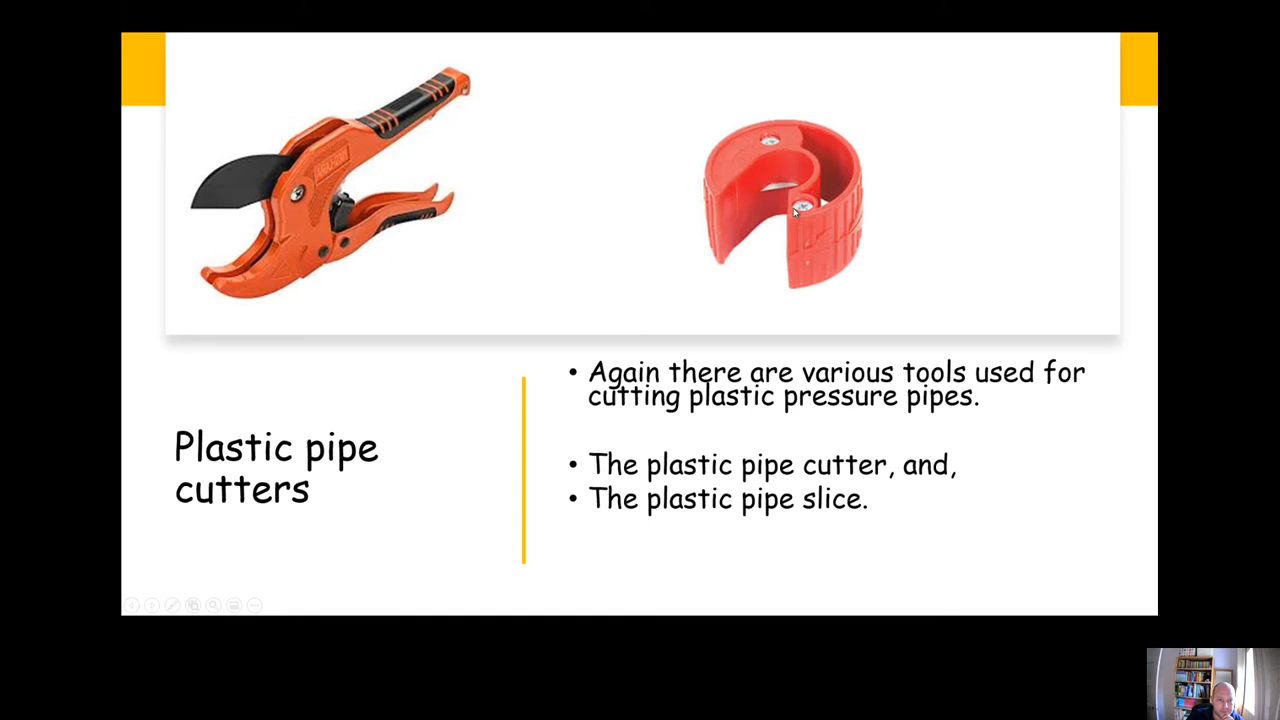 Plastic pipe
cutters
• Again there are various tools used for
cutting plastic pressure pipes.
• The plastic pipe cutter, and,
• The plastic pipe slice.